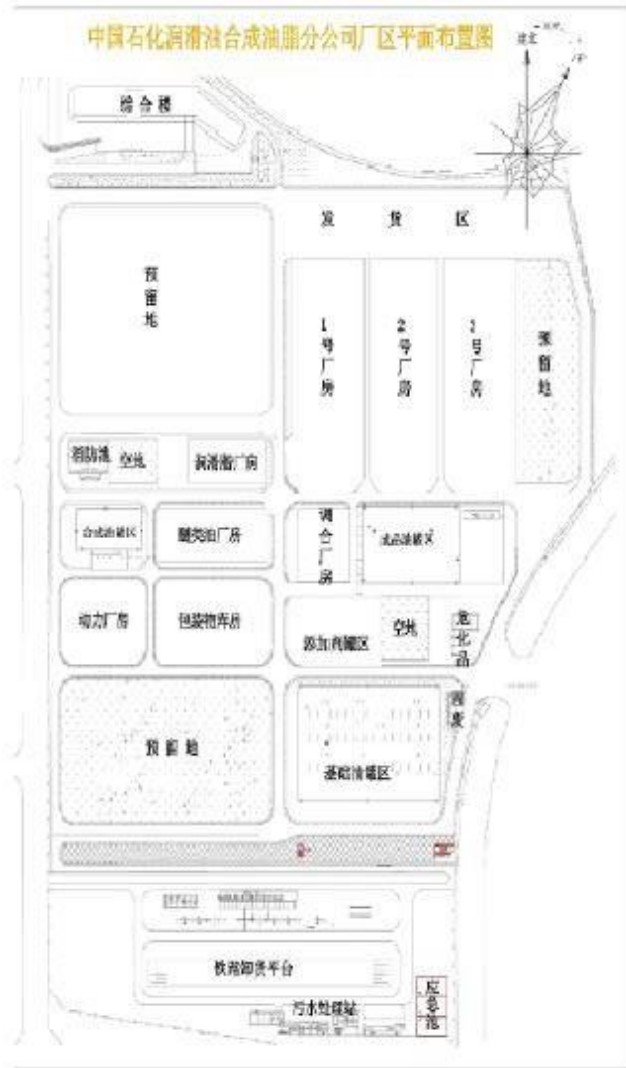 中国石化润滑油合成油脂分公司厂区平面布置图
建北
综合楼
发货区
预留地
1号厂房
2号厂房
3号厂房
预留地
消防池
空地
润滑脂厂房
合成油罐区
醚类油厂房
调合厂房
成品油罐区
动力厂房
包装物库房
添加剂罐区
空地
危化品
预留地
基础油罐区
固废
铁路卸货平台
污水处理站
应急池